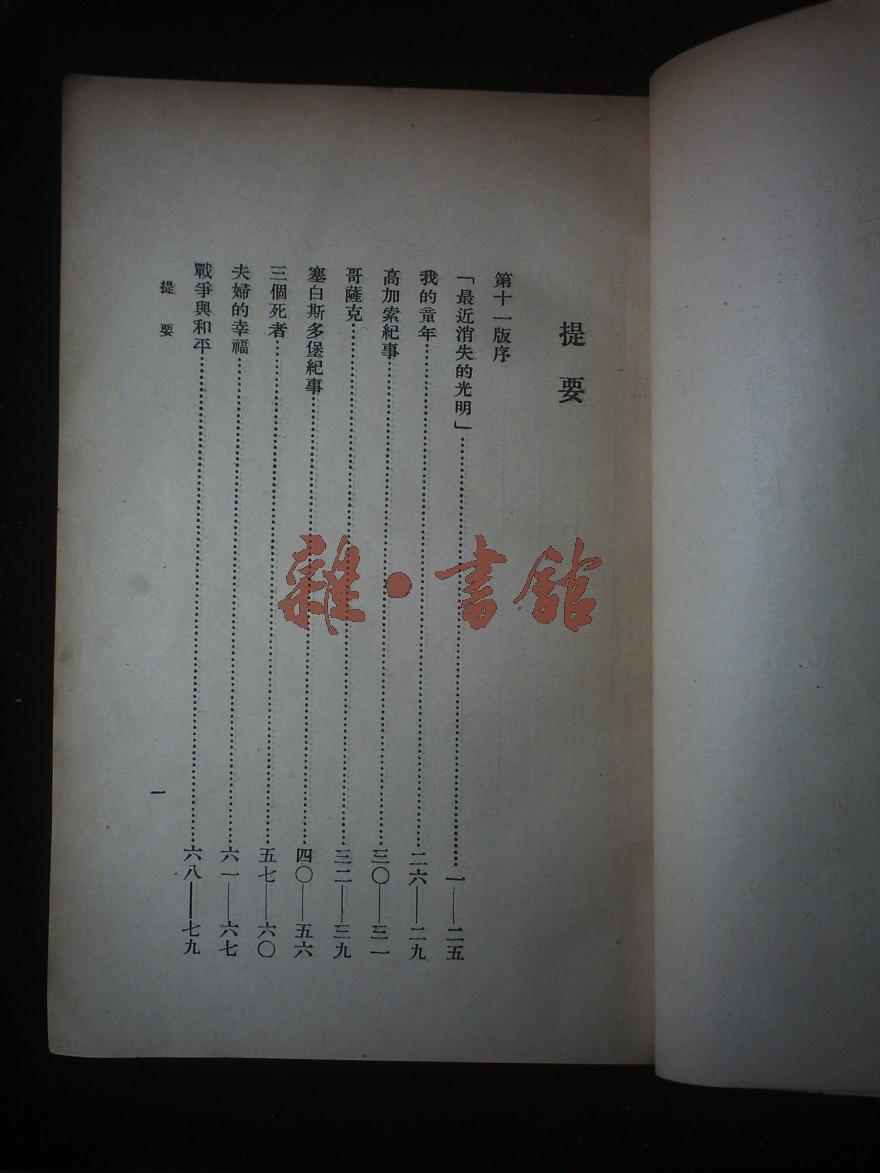 提要
第十一版序
「最近消失的光明」………一——二五
我的童年………二六——二九
高加索紀事………三〇——三一
哥薩克………三二——三九
塞白斯多堡紀事………四〇——五六
三個死者………五七——六〇
夫婦的幸福………六一——六七
戰爭與和平………六八——七九
提要
一
雜·書館